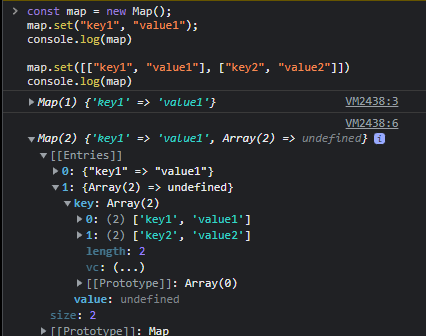 > const map = new Map();
map.set("key1", "value1");
console.log(map)
map.set([["key1", "value1"], ["key2", "value2"]])
console.log(map)
▶Map(1) {'key1' => 'value1'} VM2438:3
VM2438:6
▼Map(2) {'key1' => 'value1', Array(2) => undefined} i
▼[[Entries]]
▶0: {"key1" => "value1"}
▼1: {Array(2) => undefined}
▼key: Array(2)
▶0: (2) ['key1', 'value1']
▶1: (2) ['key2', 'value2']
length: 2
vc: (...)
▶[[Prototype]]: Array(0)
value: undefined
size: 2
▶[[Prototype]]: Map